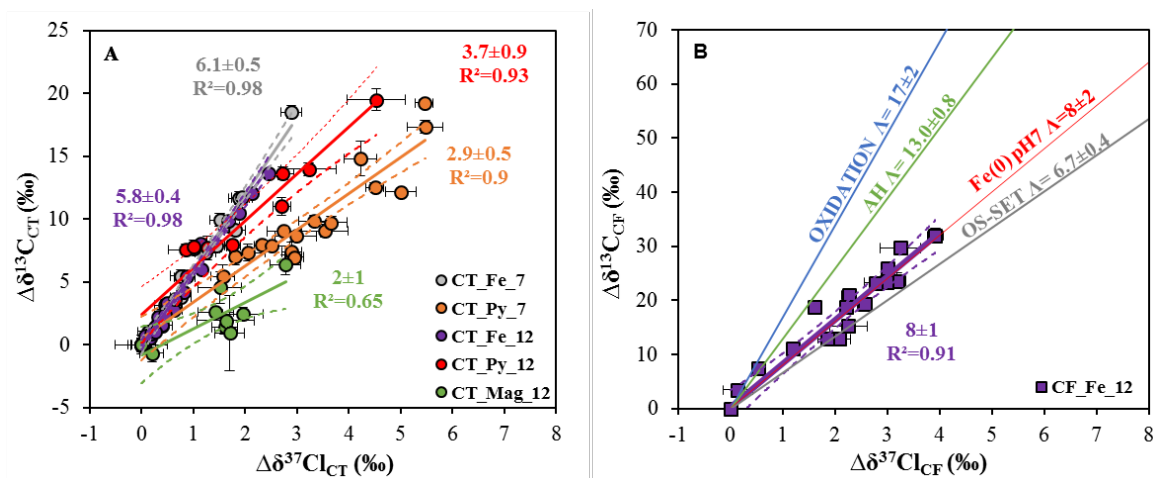 A
25
20
15
10
5
0
-5
-1
0
1
2
3
4
5
6
Δδ¹³C_CT (‰)
Δδ³⁷Cl_CT (‰)
6.1±0.5
R²=0.98
3.7±0.9
R²=0.93
2.9±0.5
R²=0.9
5.8±0.4
R²=0.98
2±1
R²=0.65
CT_Fe_7
CT_Py_7
CT_Fe_12
CT_Py_12
CT_Mag_12
B
70
60
50
40
30
20
10
0
-1
0
1
2
3
4
5
6
7
8
Δδ¹³C_CF (‰)
Δδ³⁷Cl_CF (‰)
OXIDATION Λ= 17±2
AH Λ= 13.0±0.8
Fe(0) pH7 Λ=8±2
OS-SET Λ= 6.7±0.4
8±1
R²=0.91
CF_Fe_12